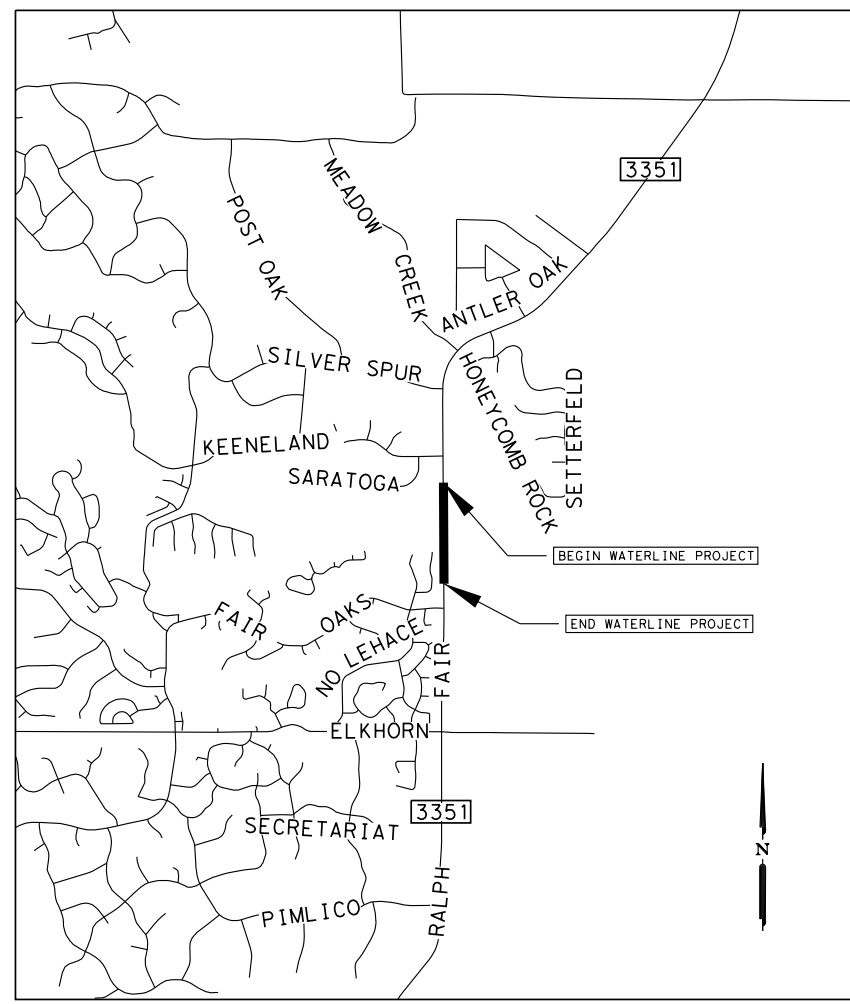 3351
MEADOW CREEK
POST OAK
ANTLER OAK
SILVER SPUR
HONEYCOMB ROCK
SETTERFELD
KEENELAND
SARATOGA
BEGIN WATERLINE PROJECT
FAIR OAKS
END WATERLINE PROJECT
NO LEHACE
RALPH FAIR
ELKHORN
3351
SECRETARIAT
N
PIMLICO